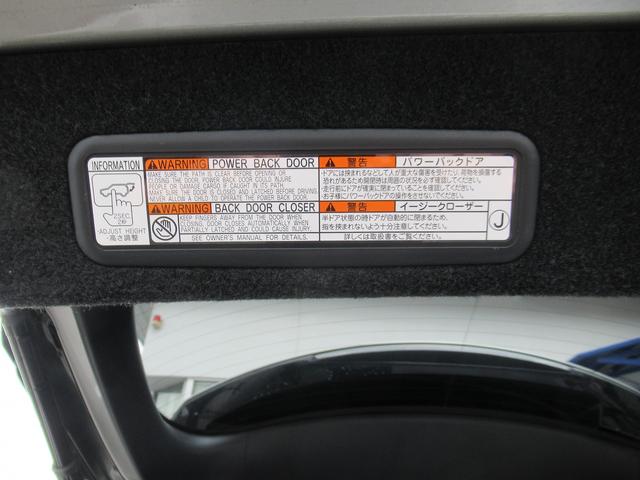 INFORMATION
2SEC.
2秒
·ADJUST HEIGHT
高さ調整
WARNING POWER BACK DOOR
MAKE SURE THE PATH IS CLEAR BEFORE OPENING OR
CLOSING THE DOOR. POWER BACK DOOR COULD INJURE
PEOPLE OR DAMAGE CARGO IF CAUGHT IN ITS PATH.
MAKE SURE THE DOOR IS CLOSED AND LATCHED BEFORE DRIVING.
NEVER ALLOW A CHILD TO OPERATE THE POWER BACK DOOR.
WARNING BACK DOOR CLOSER
KEEP FINGERS AWAY FROM THE DOOR WHEN
CLOSING. DOOR CLOSES AUTOMATICALLY WHEN
PARTIALLY LATCHED AND COULD CAUSE INJURY.
SEE OWNER'S MANUAL FOR DETAILS.
警告 パワーバックドア
·ドアには挟まれるなどして人が重大な傷害を受けたり、荷物を損傷する
恐れがあるため開閉時は周囲の状況を必ず確認してください。
·走行前にドアが確実に閉まっていることを確認してください。
·お子様にパワーバックドアの操作をさせないでください。
警告 イージークローザー
半ドア状態の時ドアが自動的に閉まるため、
指を挟まれないよう十分注意してください。
詳しくは取扱書をご覧ください。
J